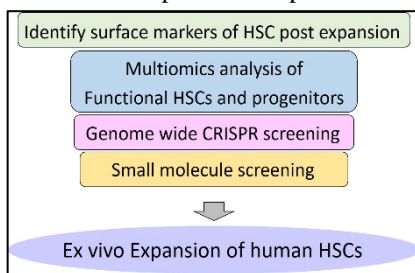 Identify surface markers of HSC post expansion
Multiomics analysis of
Functional HSCs and progenitors
Genome wide CRISPR screening
Small molecule screening
Ex vivo Expansion of human HSCs